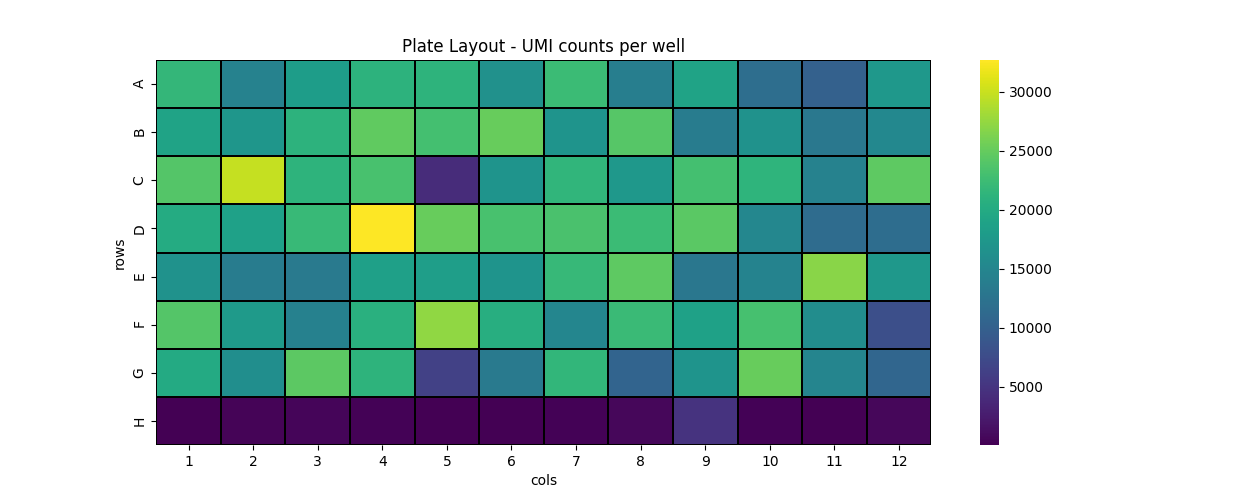 Plate Layout - UMI counts per well
rows
A
B
C
D
E
F
G
H
1 2 3 4 5 6 7 8 9 10 11 12
cols
30000
25000
20000
15000
10000
5000